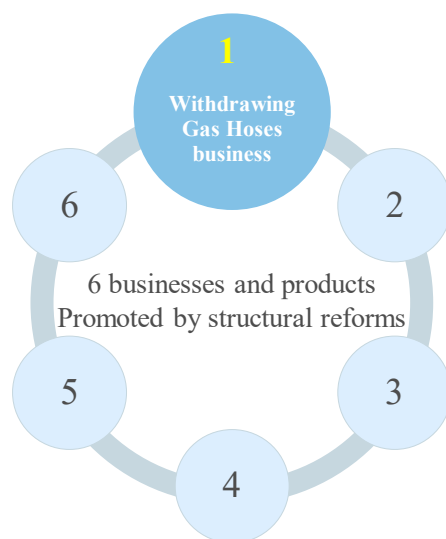 1
Withdrawing
Gas Hoses
business
6
2
6 businesses and products
Promoted by structural reforms
5
3
4